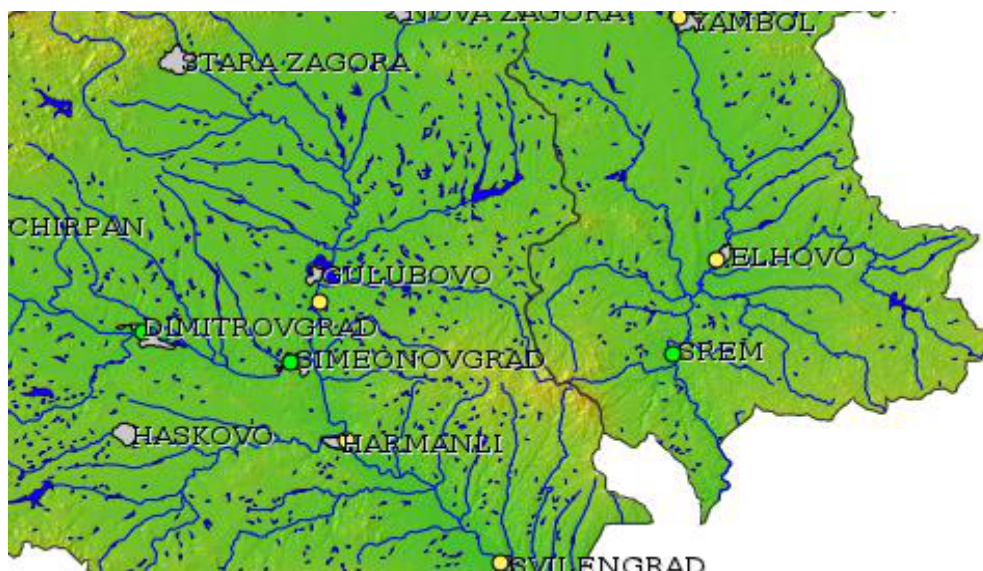 NOVA ZAGORA
YAMBOL
STARA ZAGORA
CHIRPAN
ELHOVO
GULUBOVO
DIMITROVGRAD
SIMEONOVGRAD
SREM
HASKOVO
HARMANLI
SVILENGRAD